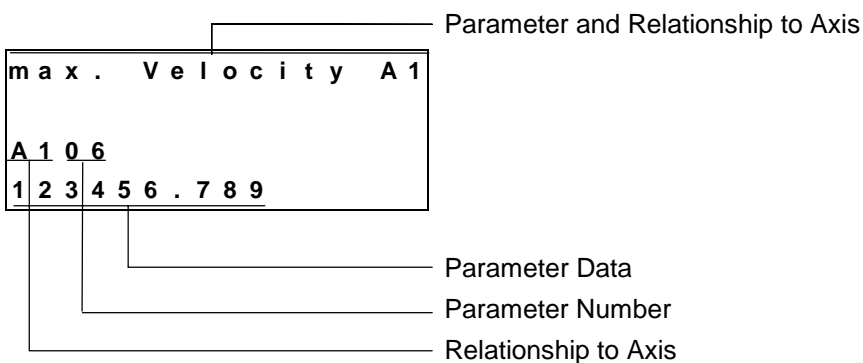 Parameter and Relationship to Axis
max. Velocity A1
A106
123456.789
Parameter Data
Parameter Number
Relationship to Axis